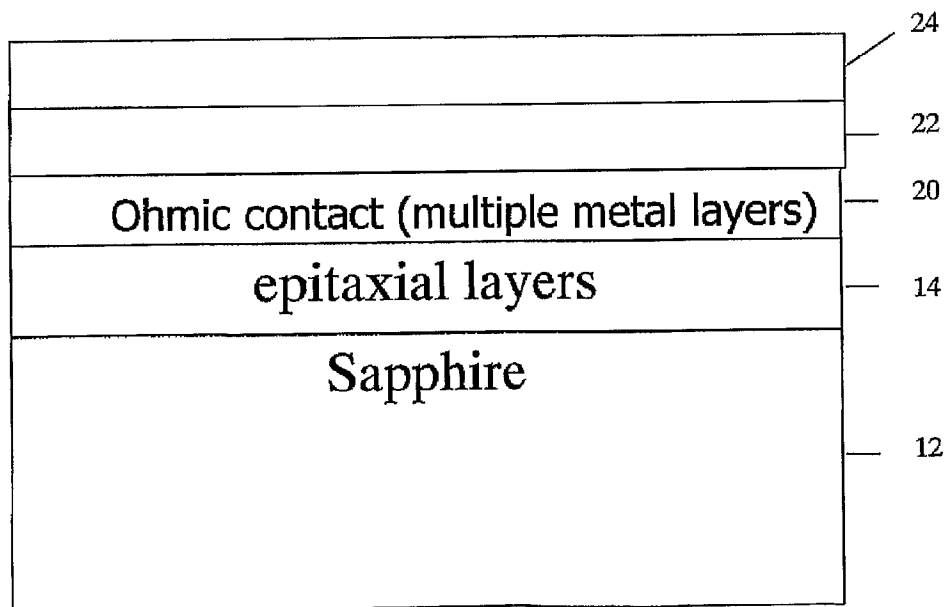 24
22
Ohmic contact (multiple metal layers) 20
epitaxial layers 14
Sapphire
12